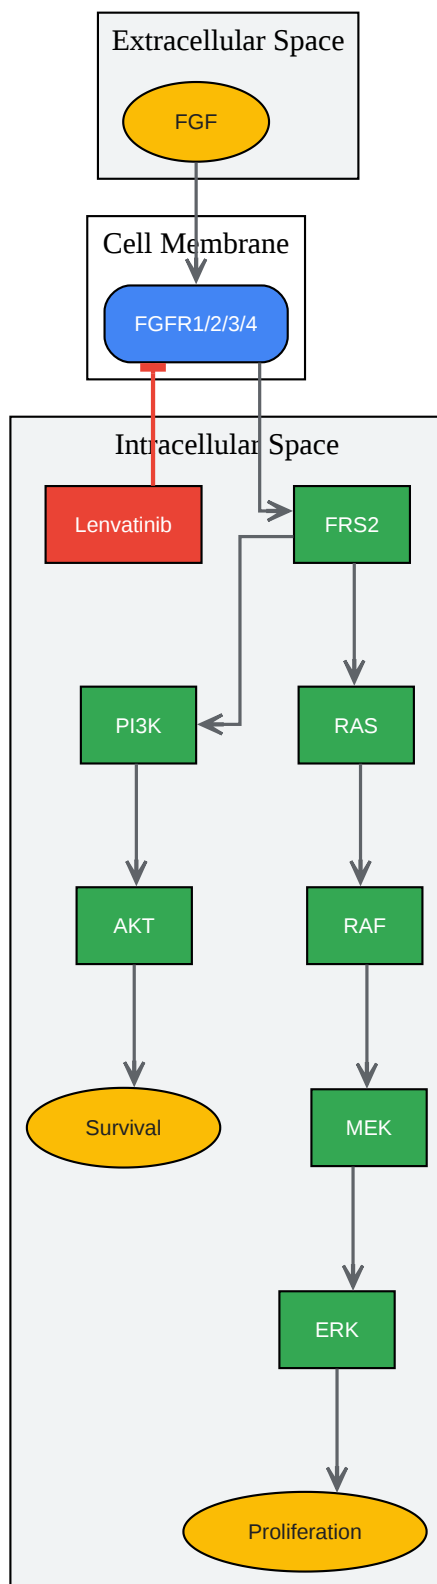 Extracellular Space
FGF
Cell Membrane
FGFR1/2/3/4
Intracellular Space
Lenvatinib
FRS2
PI3K
RAS
AKT
RAF
Survival
MEK
ERK
Proliferation